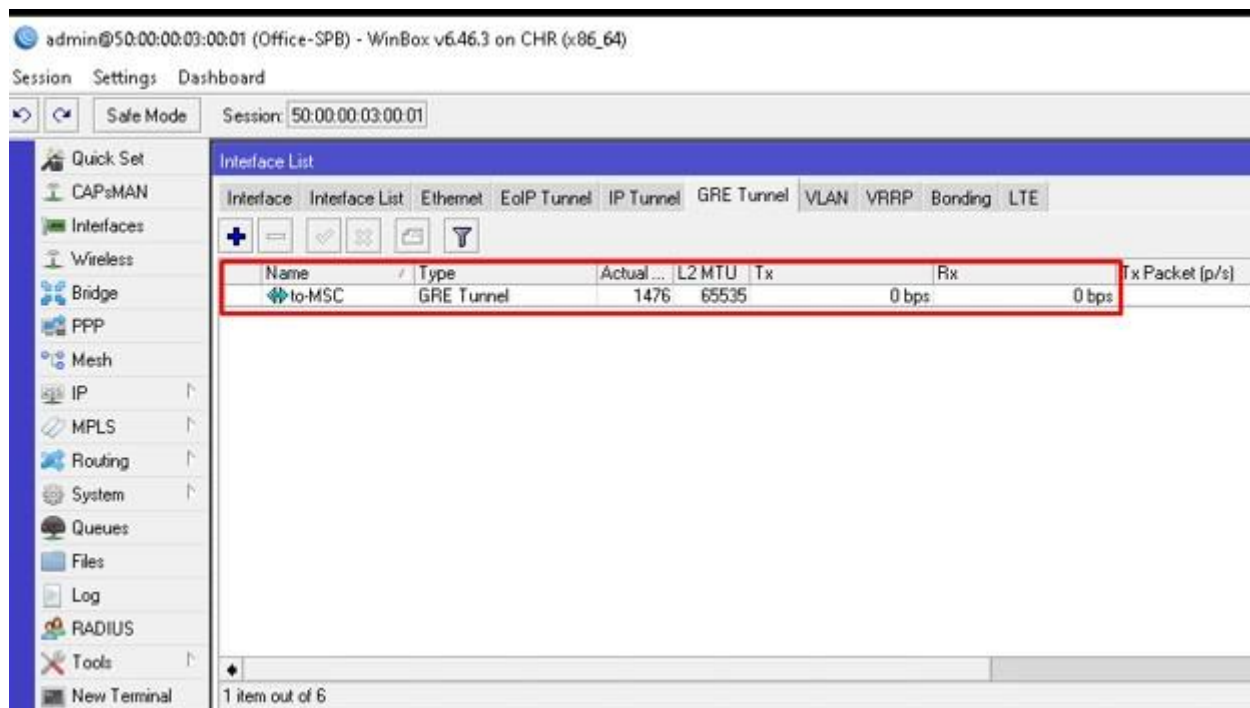 admin@50:00:00:03:00:01 (Office-SPB) - WinBox v6.46.3 on CHR (x86_64)
Session Settings Dashboard
Safe Mode Session: 50:00:00:03:00:01
Quick Set
CAPsMAN
Interfaces
Wireless
Bridge
PPP
Mesh
IP
MPLS
Routing
System
Queues
Files
Log
RADIUS
Tools
New Terminal
Interface List
Interface Interface List Ethernet EoIP Tunnel IP Tunnel GRE Tunnel VLAN VRRP Bonding LTE
Name / Type Actual ... L2 MTU Tx Rx Tx Packet (p/s)
to-MSC GRE Tunnel 1476 65535 0 bps 0 bps
1 item out of 6